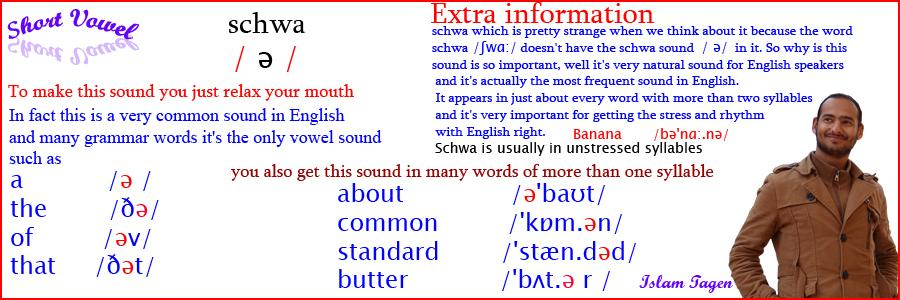 Short Vowel
schwa
/ ə /
To make this sound you just relax your mouth
In fact this is a very common sound in English
and many grammar words it's the only vowel sound
such as
a /ə /
the /ðə/
of /əv/
that /ðət/
Extra information
schwa which is pretty strange when we think about it because the word
schwa /ʃwɑː/ doesn't have the schwa sound / ə/ in it. So why is this
sound is so important, well it's very natural sound for English speakers
and it's actually the most frequent sound in English.
It appears in just about every word with more than two syllables
and it's very important for getting the stress and rhythm
with English right. Banana /bə'nɑː.nə/
Schwa is usually in unstressed syllables
you also get this sound in many words of more than one syllable
about /ə'baʊt/
common /'kɒm.ən/
standard /'stæn.dəd/
butter /'bʌt.ə r /
Islam Tagen